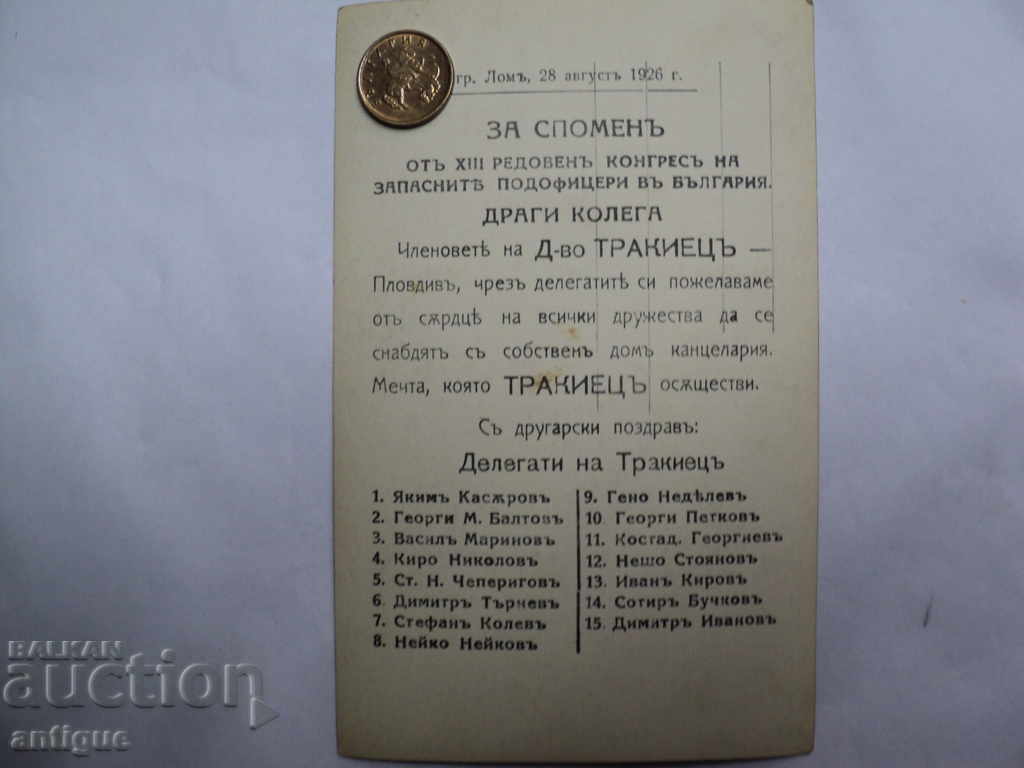 гр. Ломъ, 28 августъ 1926 г.
ЗА СПОМЕНЪ
ОТЪ XIII РЕДОВЕНЪ КОНГРЕСЪ НА
ЗАПАСНИТѢ ПОДОФИЦЕРИ ВЪ БЪЛГАРИЯ.
ДРАГИ КОЛЕГА
Членоветѣ на Д-во ТРАКИЕЦЪ —
Пловдивъ, чрезъ делегатитѣ си пожелаваме
отъ сѫрдце на всички дружества да се
снабдятъ съ собственъ домъ канцелария.
Мечта, която ТРАКИЕЦЪ осѫществи.
Съ другарски поздравъ:
Делегати на Тракиецъ
1. Якимъ Касѫровъ
2. Георги М. Балтовъ
3. Василъ Мариновъ
4. Киро Николовъ
5. Ст. Н. Чепериговъ
6. Димитръ Търчевъ
7. Стефанъ Колевъ
8. Нейко Нейковъ
9. Гено Недѣлевъ
10. Георги Петковъ
11. Косгад. Георгиевъ
12. Нешо Стояновъ
13. Иванъ Кировъ
14. Сотиръ Бучковъ
15. Димитръ Ивановъ
BALKAN
auction
antique